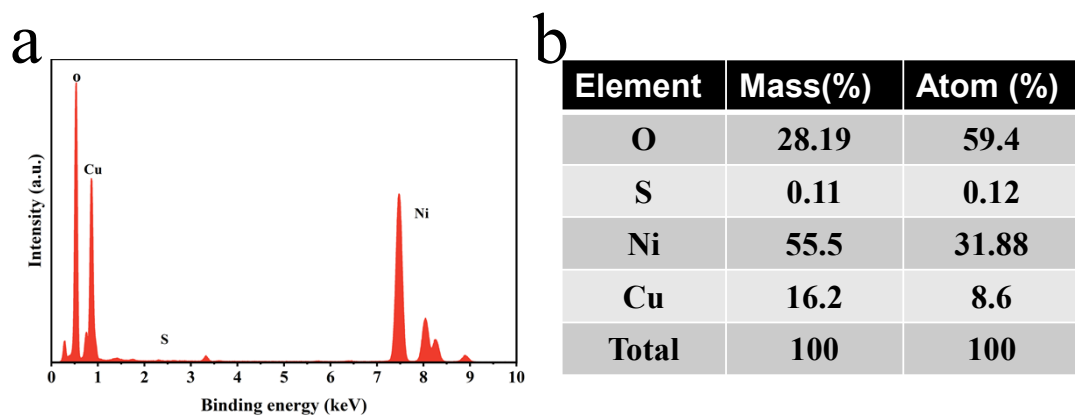 a
o
Cu
Ni
S
Intensity (a.u.)
0 1 2 3 4 5 6 7 8 9 10
Binding energy (keV)
b
Element Mass(%) Atom (%)
O 28.19 59.4
S 0.11 0.12
Ni 55.5 31.88
Cu 16.2 8.6
Total 100 100